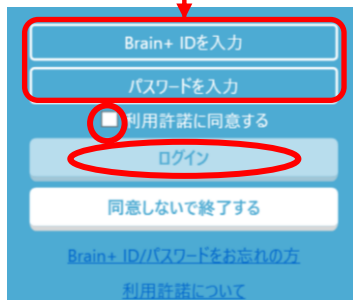 Brain+ IDを入力
パスワードを入力
利用許諾に同意する
ログイン
同意しないで終了する
Brain+ ID/パスワードをお忘れの方
利用許諾について